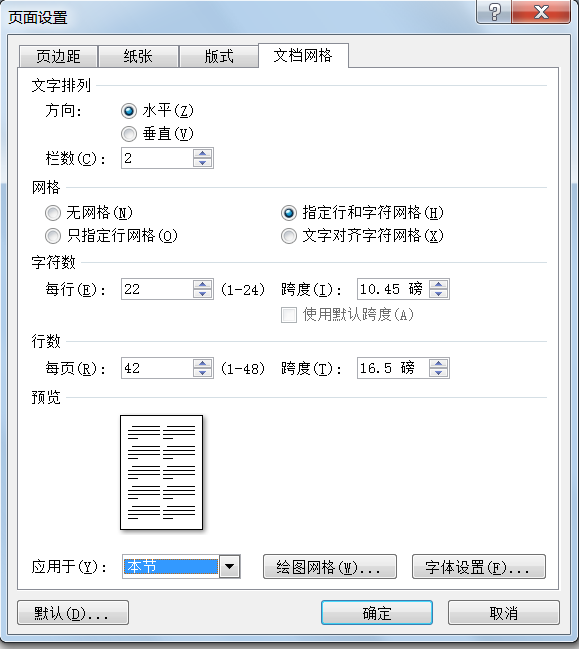 页面设置
页边距 纸张 版式 文档网格
文字排列
方向: 水平(Z)
垂直(V)
栏数(C): 2
网格
无网格(N) 指定行和字符网格(H)
只指定行网格(O) 文字对齐字符网格(X)
字符数
每行(E): 22 (1-24) 跨度(I): 10.45 磅
使用默认跨度(A)
行数
每页(R): 42 (1-48) 跨度(T): 16.5 磅
预览
应用于(Y): 本节 绘图网格(W)... 字体设置(F)...
默认(D)... 确定 取消